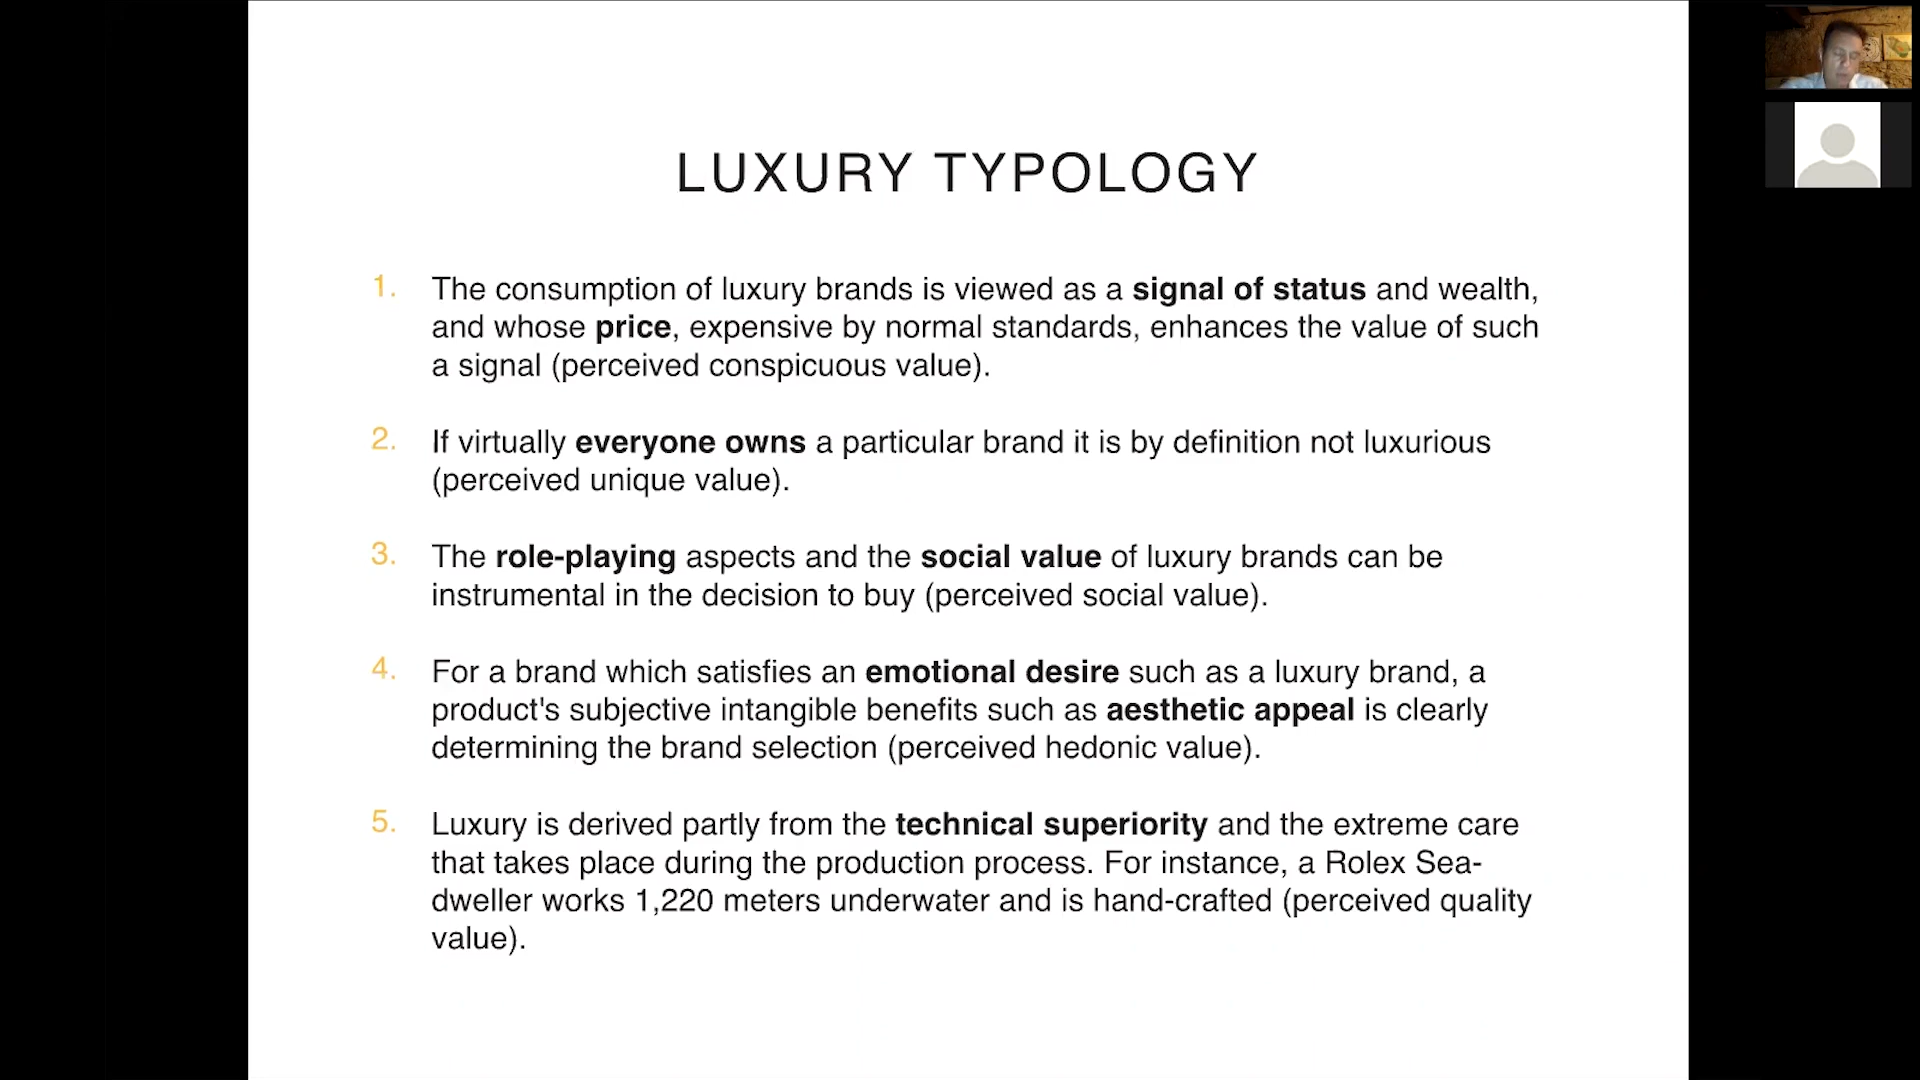 LUXURY TYPOLOGY
1. The consumption of luxury brands is viewed as a signal of status and wealth,
and whose price, expensive by normal standards, enhances the value of such
a signal (perceived conspicuous value).
2. If virtually everyone owns a particular brand it is by definition not luxurious
(perceived unique value).
3. The role-playing aspects and the social value of luxury brands can be
instrumental in the decision to buy (perceived social value).
4. For a brand which satisfies an emotional desire such as a luxury brand, a
product's subjective intangible benefits such as aesthetic appeal is clearly
determining the brand selection (perceived hedonic value).
5. Luxury is derived partly from the technical superiority and the extreme care
that takes place during the production process. For instance, a Rolex Sea-
dweller works 1,220 meters underwater and is hand-crafted (perceived quality
value).